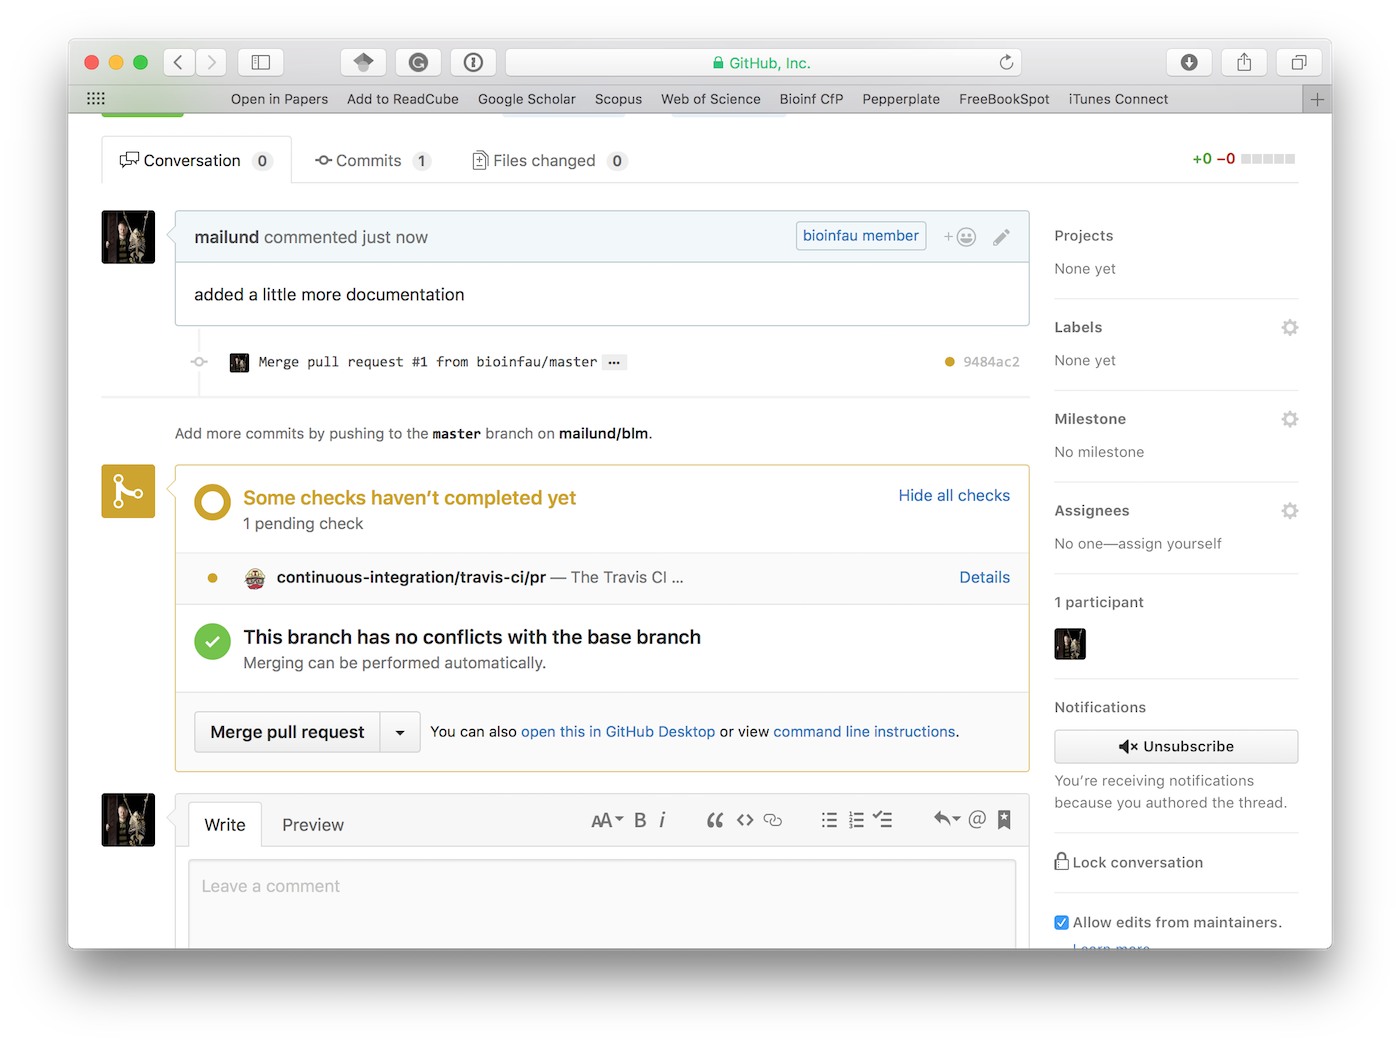 GitHub, Inc.
Open in Papers Add to ReadCube Google Scholar Scopus Web of Science Bioinf CfP Pepperplate FreeBookSpot iTunes Connect
Conversation 0 Commits 1 Files changed 0 +0 −0
mailund commented just now bioinfau member
added a little more documentation
Merge pull request #1 from bioinfau/master … 9484ac2
Add more commits by pushing to the master branch on mailund/blm.
Some checks haven’t completed yet Hide all checks
1 pending check
continuous-integration/travis-ci/pr — The Travis CI ... Details
This branch has no conflicts with the base branch
Merging can be performed automatically.
Merge pull request You can also open this in GitHub Desktop or view command line instructions.
Write Preview
Leave a comment
Projects
None yet
Labels
None yet
Milestone
No milestone
Assignees
No one—assign yourself
1 participant
Notifications
Unsubscribe
You’re receiving notifications
because you authored the thread.
Lock conversation
Allow edits from maintainers.
Learn more